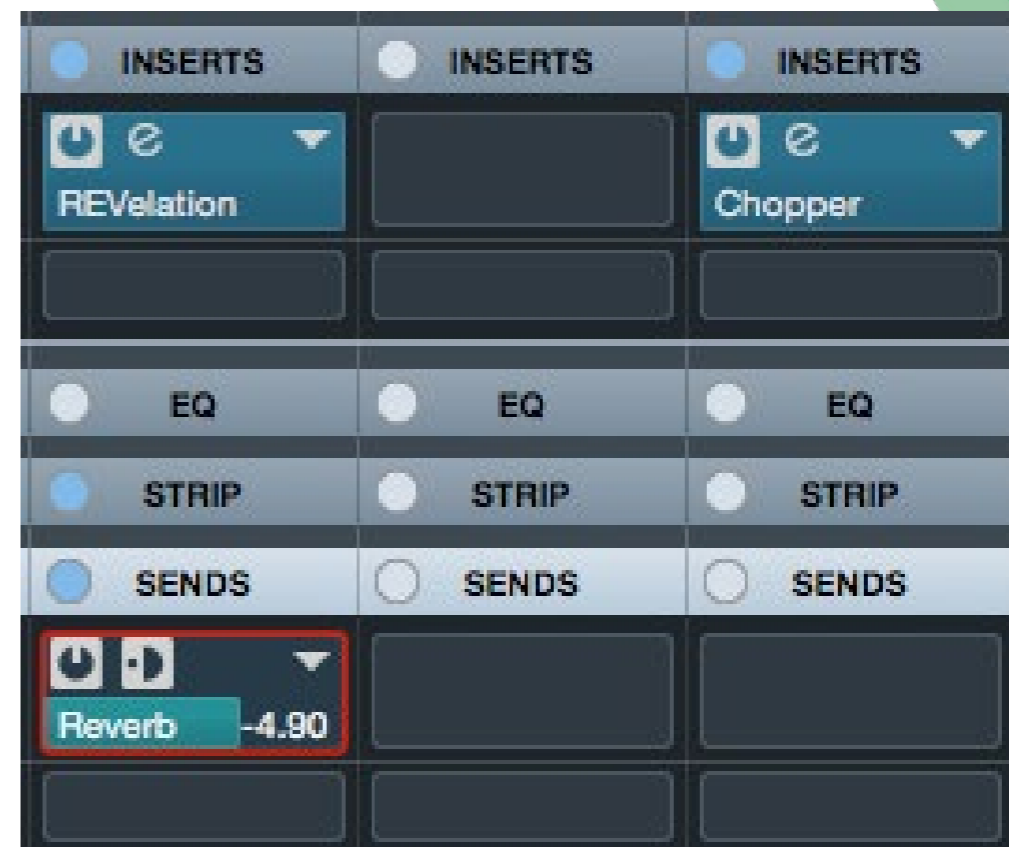 INSERTS INSERTS INSERTS
REVelation Chopper
EQ EQ EQ
STRIP STRIP STRIP
SENDS SENDS SENDS
Reverb -4.90